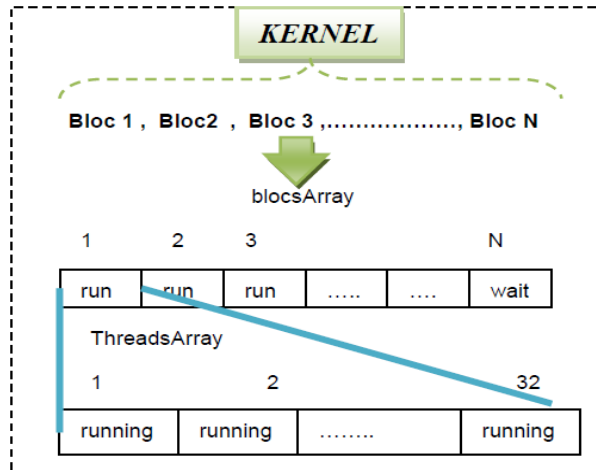 KERNEL
Bloc 1 , Bloc2 , Bloc 3 ,..................., Bloc N
blocsArray
1 2 3 N
run run run ..... .... wait
ThreadsArray
1 2 32
running running ........ running